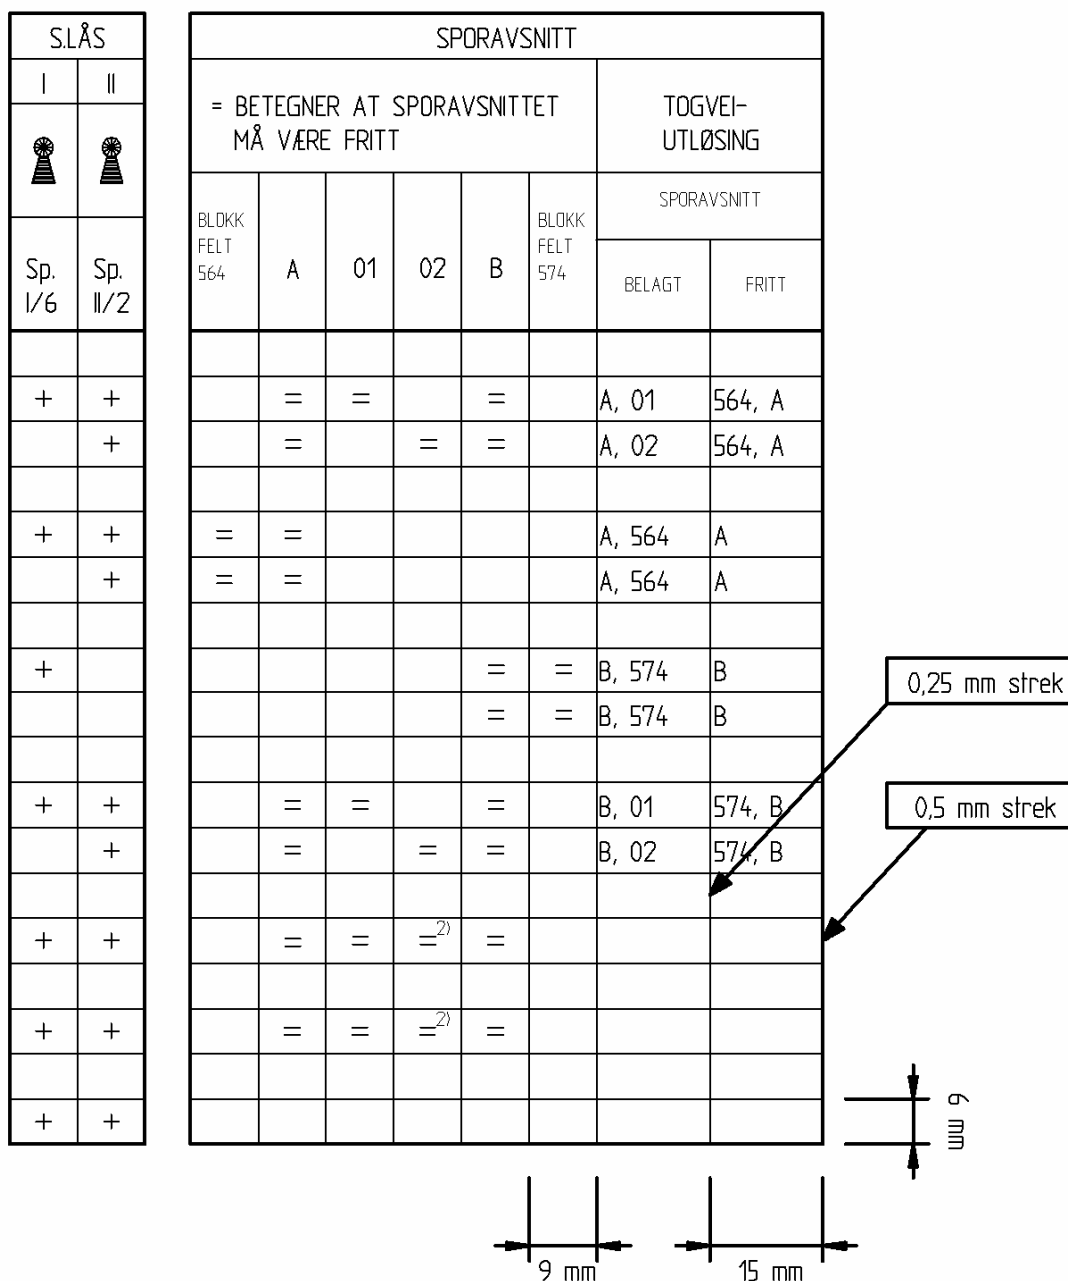 S.LÅS SPORAVSNITT
I II
= BETEGNER AT SPORAVSNITTET
MÅ VÆRE FRITT
TOGVEI-
UTLØSING
SPORAVSNITT
BLOKK
FELT
564
A 01 02 B
BLOKK
FELT
574
BELAGT FRITT
Sp.
I/6
Sp.
II/2
+ + = = = A, 01 564, A
+ = = = A, 02 564, A
+ + = = A, 564 A
+ = = A, 564 A
+ = = B, 574 B
= = B, 574 B
0,25 mm strek
+ + = = = B, 01 574, B
0,5 mm strek
+ = = = B, 02 574, B
+ + = = =2) =
+ + = = =2) =
+ +
6 mm
9 mm 15 mm